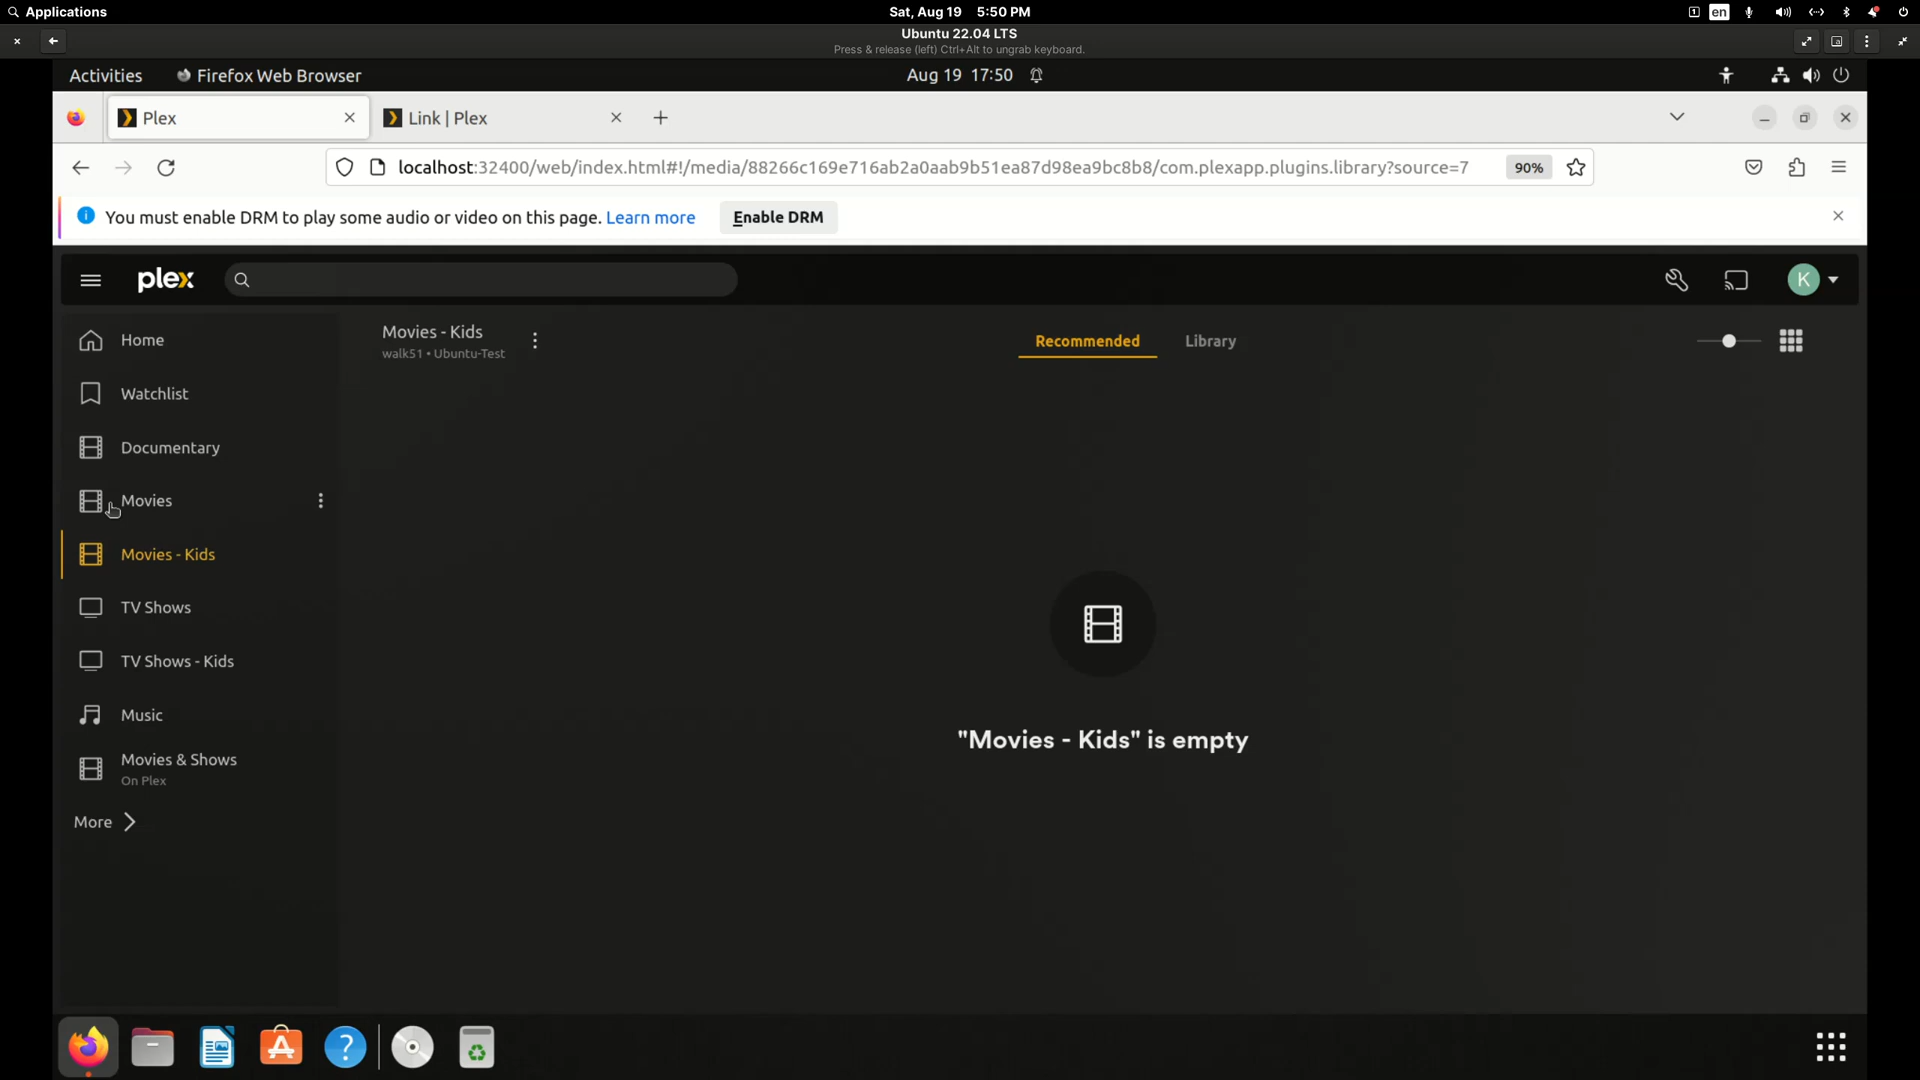 Applications
Sat, Aug 19 5:50 PM
1 en
Ubuntu 22.04 LTS
Press & release (left) Ctrl+Alt to ungrab keyboard.
Activities
Firefox Web Browser
Aug 19 17:50
Plex
Link | Plex
localhost:32400/web/index.html#!/media/88266c169e716ab2a0aab9b51ea87d98ea9bc8b8/com.plexapp.plugins.library?source=7
90%
You must enable DRM to play some audio or video on this page. Learn more
Enable DRM
plex
K
Home
Watchlist
Documentary
Movies
Movies - Kids
TV Shows
TV Shows - Kids
Music
Movies & Shows
On Plex
More
Movies - Kids
walk51 • Ubuntu-Test
Recommended
Library
"Movies - Kids" is empty